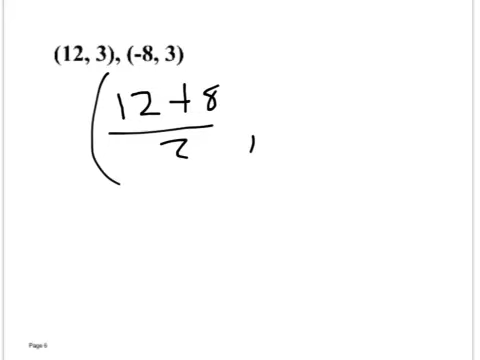 (12, 3), (-8, 3)
( 12 + 8
2 ,
Page 6